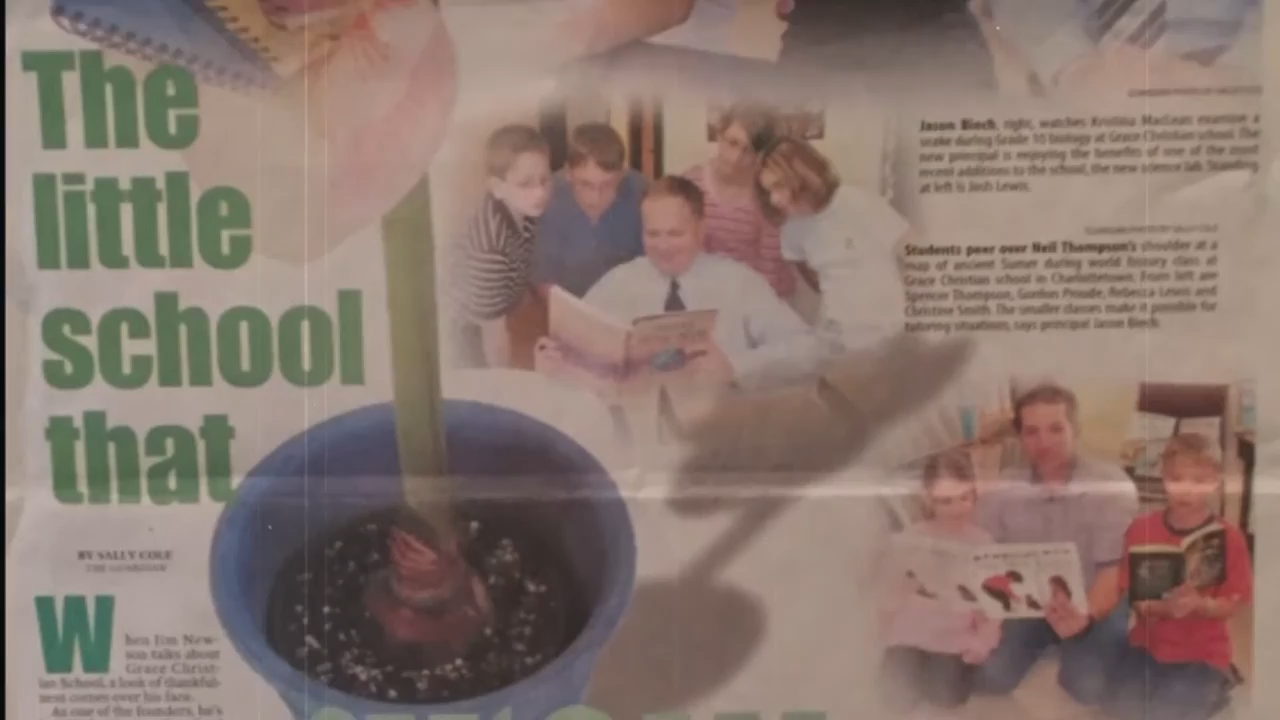 The
little
school
that
BY SALLY COLE
THE GUARDIAN
When Jim New-
son talks about
Grace Christ-
ian School, a look of thankful-
ness comes over his face.
As one of the founders, he's
Jason Biech, right, watches Kristina MacLean examine a
snake during Grade 10 biology at Grace Christian school. The
new principal is enjoying the benefits of one of the most
recent additions to the school, the new science lab. Standing
at left is Josh Lewis.
Students peer over Neil Thompson's shoulder at a
map of ancient Sumer during world history class at
Grace Christian school in Charlottetown. From left are
Spencer Thompson, Gordon Proude, Rebecca Lewis and
Christine Smith. The smaller classes make it possible for
tutoring situations, says principal Jason Biech.